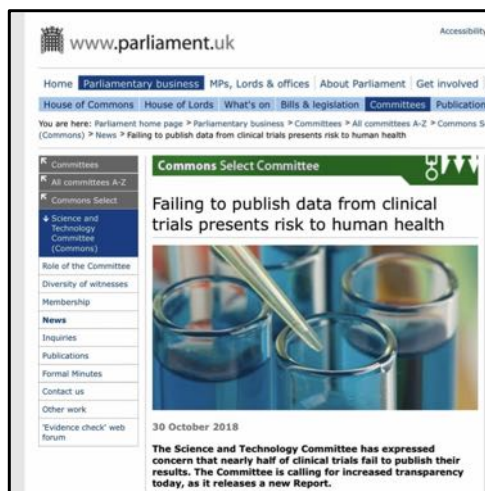 www.parliament.uk
Accessibility
Home Parliamentary business MPs, Lords & offices About Parliament Get involved
House of Commons House of Lords What's on Bills & legislation Committees Publication
You are here: Parliament home page > Parliamentary business > Committees > All committees A-Z > Commons S
(Commons) > News > Failing to publish data from clinical trials presents risk to human health
Committees
All committees A-Z
Commons Select
Science and
Technology
Committee
(Commons)
Role of the Committee
Diversity of witnesses
Membership
News
Inquiries
Publications
Formal Minutes
Contact us
Other work
'Evidence check' web
forum
Commons Select Committee
Failing to publish data from clinical
trials presents risk to human health
30 October 2018
The Science and Technology Committee has expressed
concern that nearly half of clinical trials fail to publish their
results. The Committee is calling for increased transparency
today, as it releases a new Report.